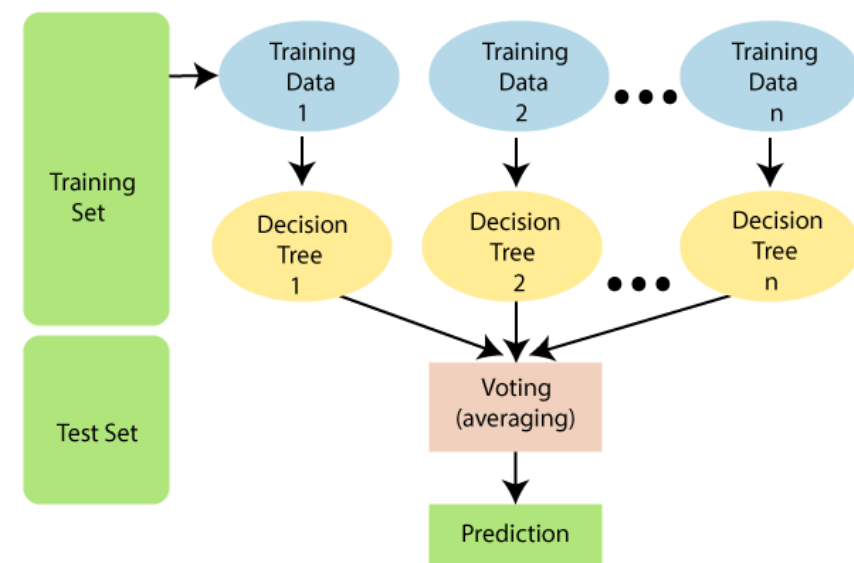 Training
Set
Test Set
Training
Data
1
Training
Data
2
Training
Data
n
Decision
Tree
1
Decision
Tree
2
Decision
Tree
n
Voting
(averaging)
Prediction